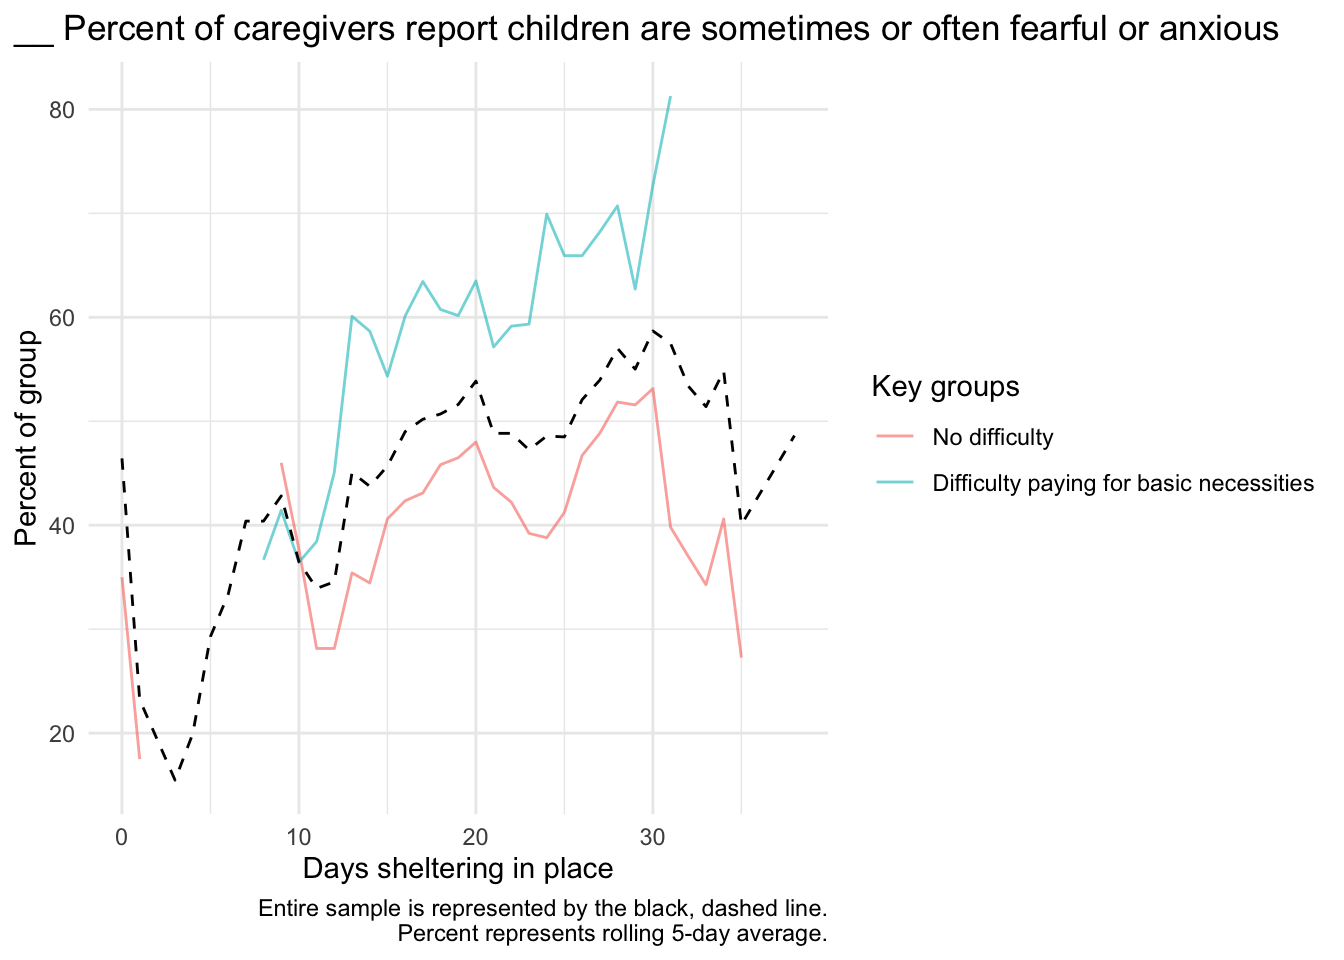 __ Percent of caregivers report children are sometimes or often fearful or anxious
Percent of group
80
60
40
20
0
10
20
30
Days sheltering in place
Key groups
No difficulty
Difficulty paying for basic necessities
Entire sample is represented by the black, dashed line.
Percent represents rolling 5-day average.